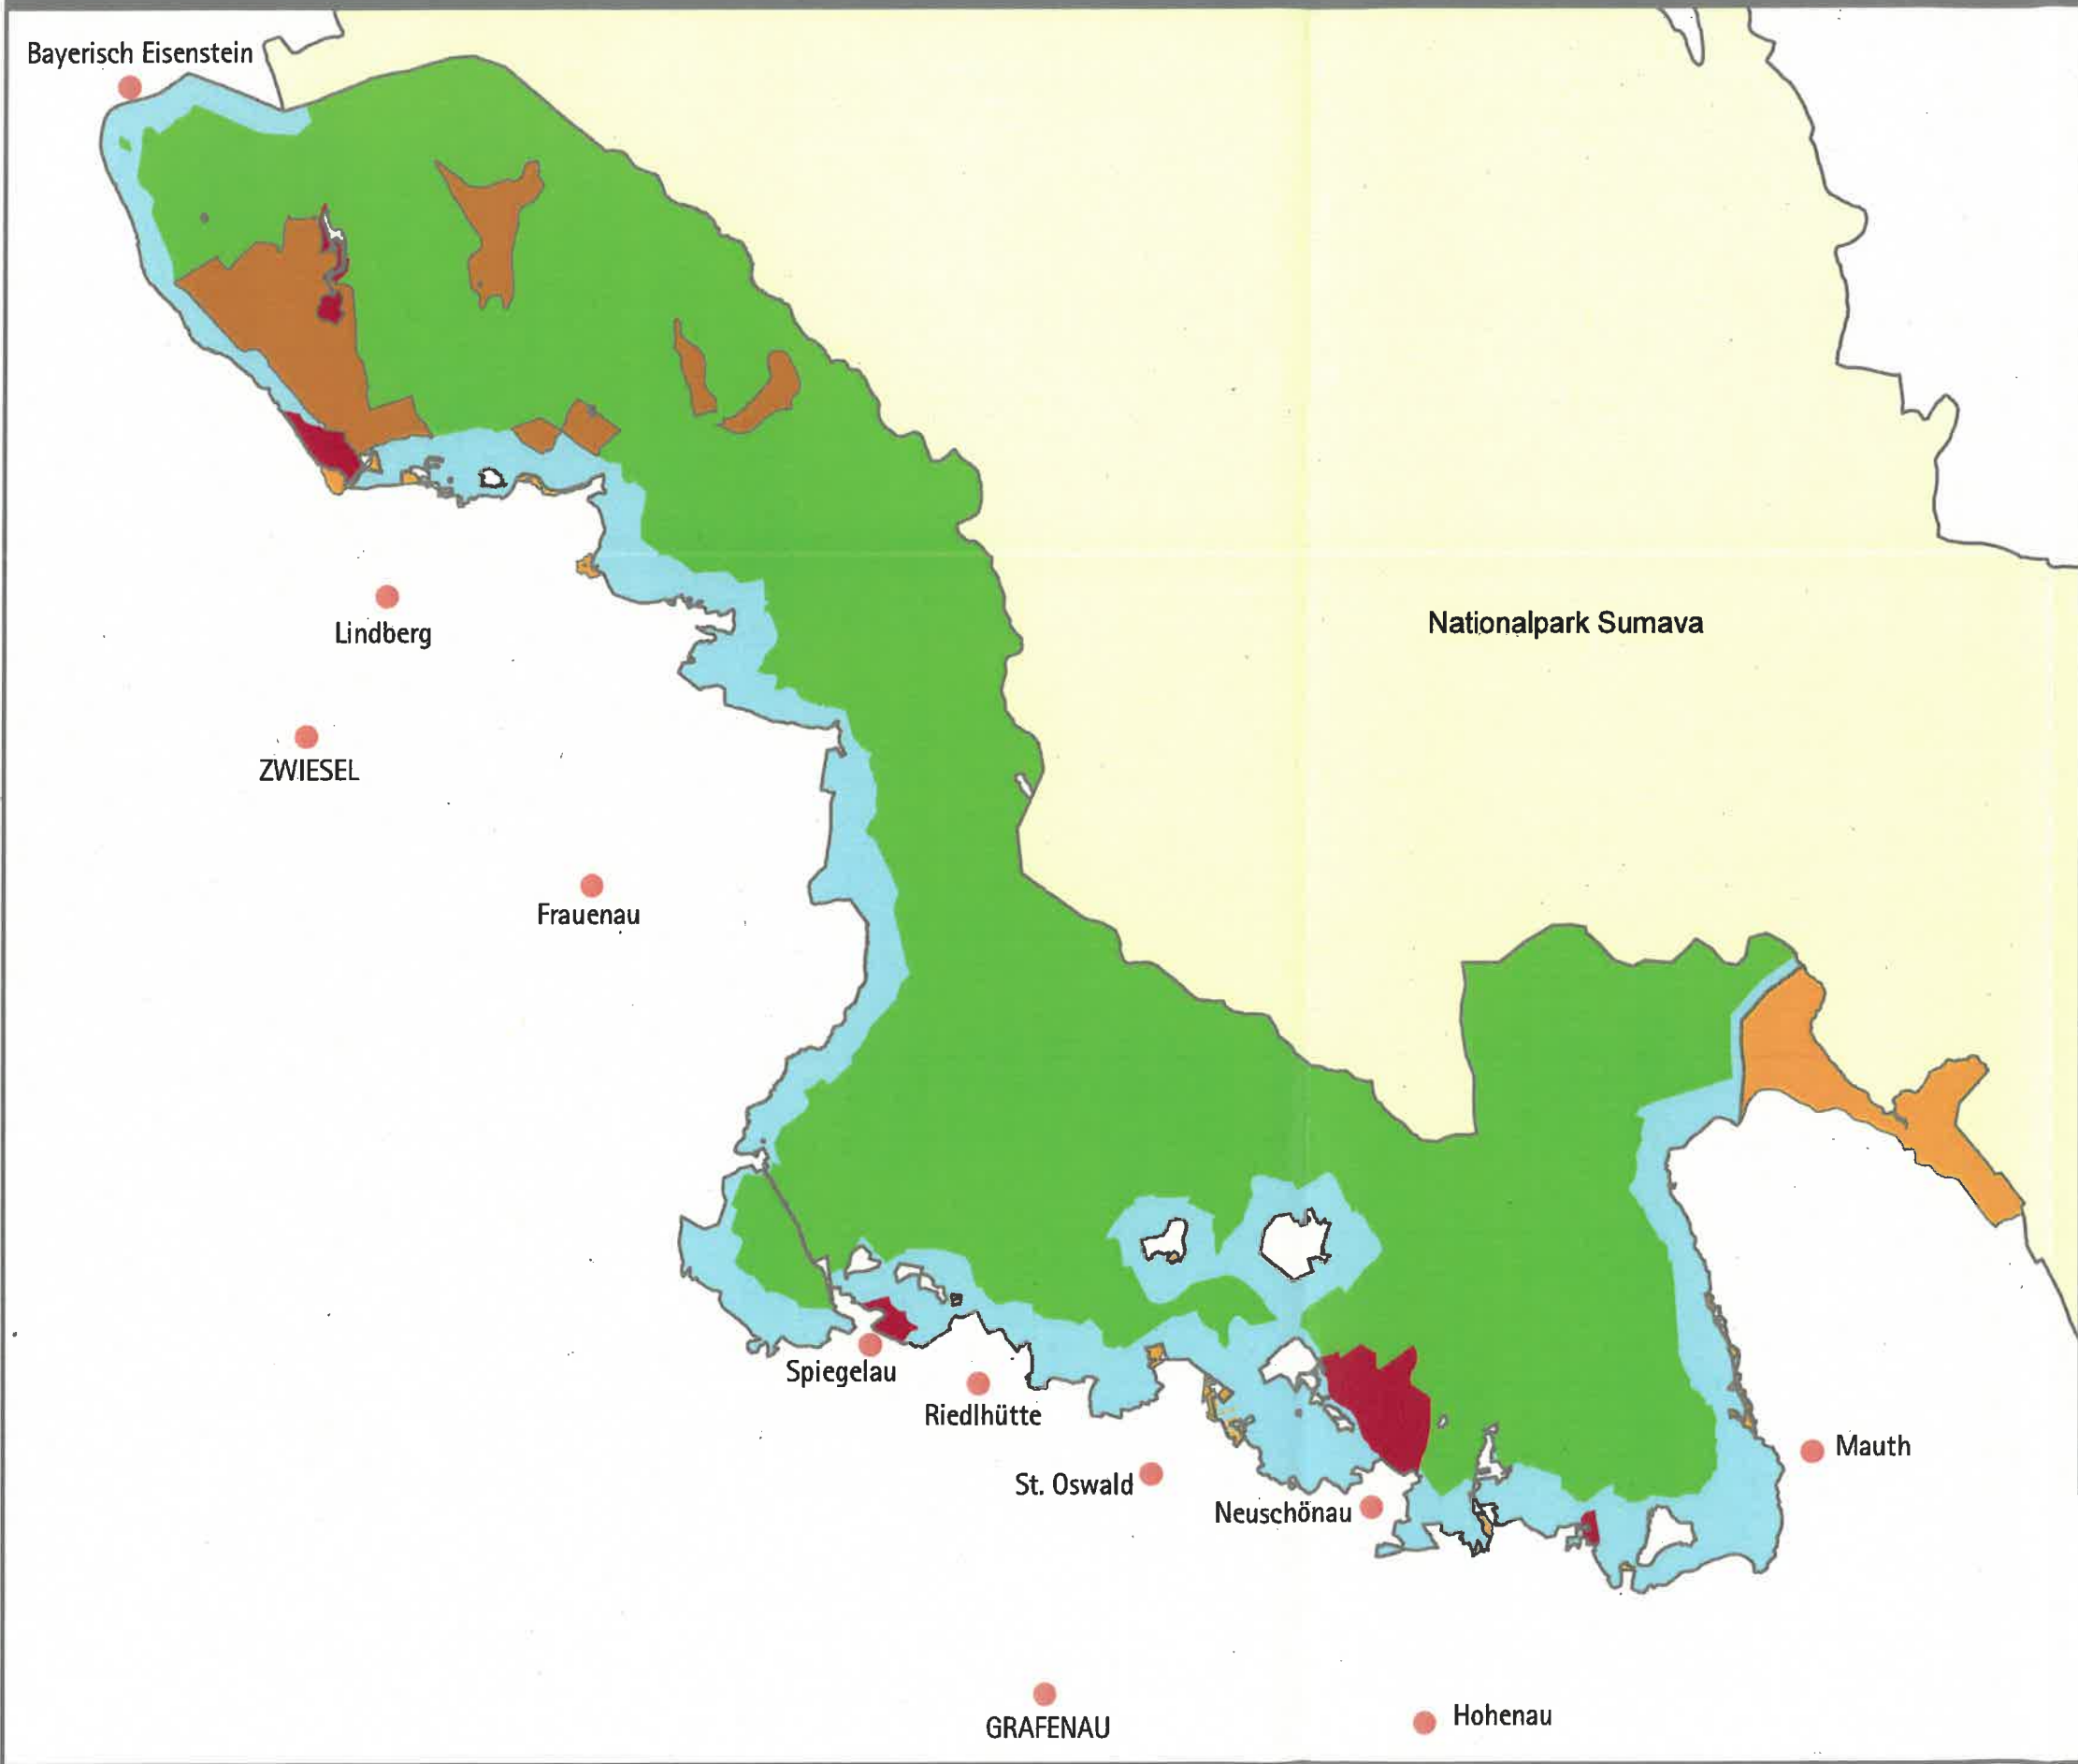 Bayerisch Eisenstein
Nationalpark Sumava
Lindberg
ZWIESEL
Frauenau
Spiegelau
Riedlhütte
Mauth
St. Oswald
Neuschönau
Hohenau
GRAFENAU